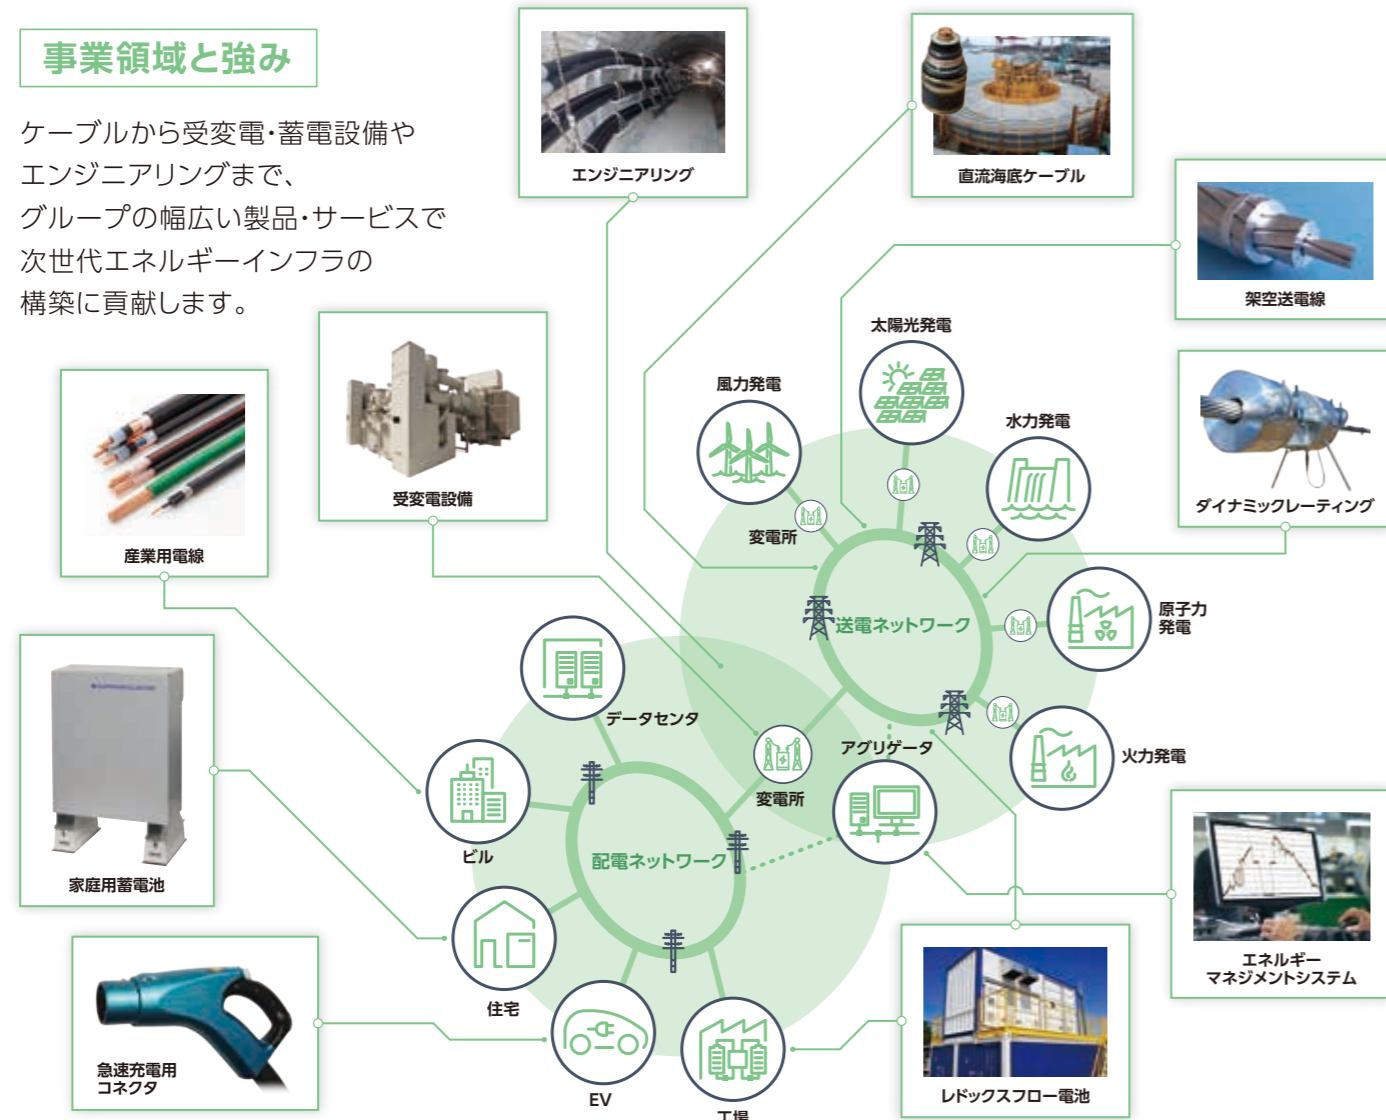 事業領域と強み
ケーブルから受変電・蓄電設備や
エンジニアリングまで、
グループの幅広い製品・サービスで
次世代エネルギーインフラの
構築に貢献します。
エンジニアリング
直流海底ケーブル
架空送電線
受変電設備
産業用電線
ダイナミックレーティング
太陽光発電
風力発電
水力発電
変電所
原子力
発電
送電ネットワーク
火力発電
データセンタ
アグリゲータ
変電所
ビル
配電ネットワーク
家庭用蓄電池
住宅
エネルギー
マネジメントシステム
急速充電用
コネクタ
EV
工場
レドックスフロー電池